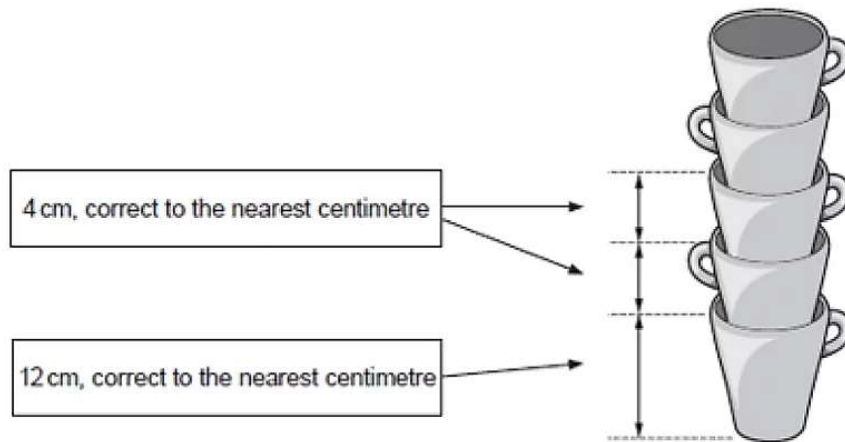 4 cm, correct to the nearest centimetre
12 cm, correct to the nearest centimetre